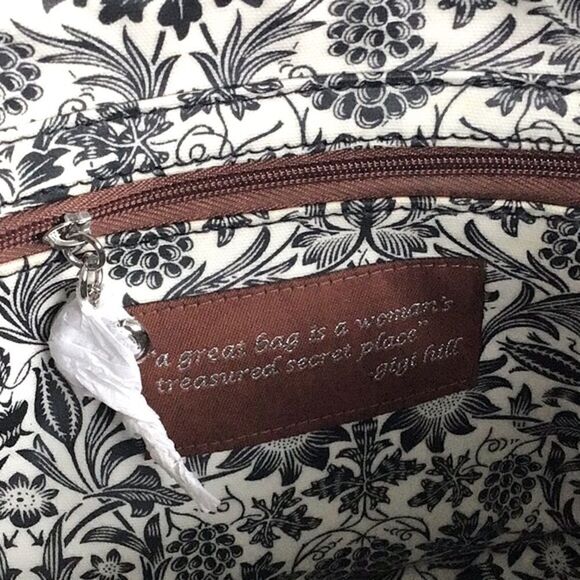 "a great bag is a woman's
treasured secret place"
-gigi hill